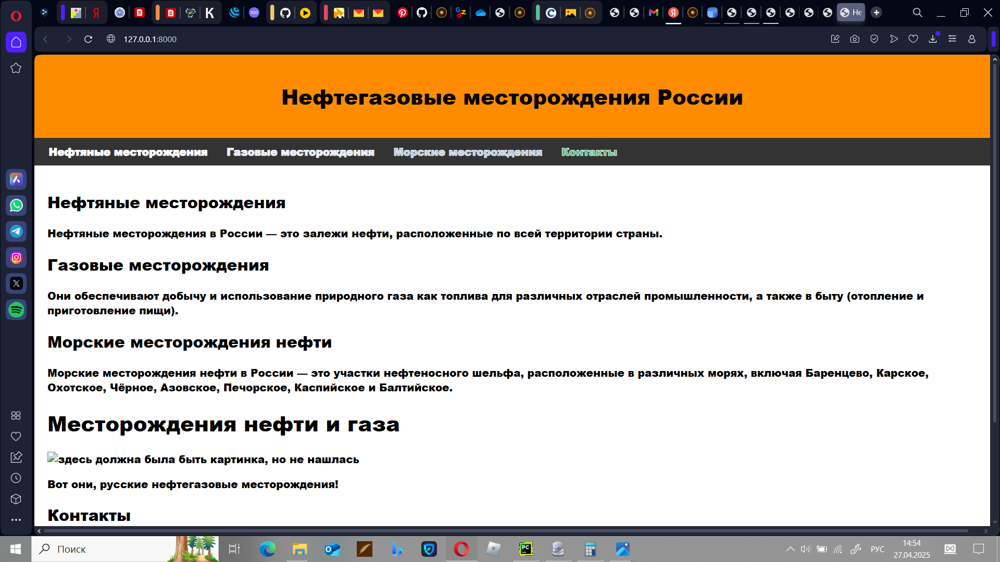 Я
K
100
Не
127.0.0.1:8000
Нефтегазовые месторождения России
Нефтяные месторождения Газовые месторождения Морские месторождения Контакты
Нефтяные месторождения
Нефтяные месторождения в России — это залежи нефти, расположенные по всей территории страны.
Газовые месторождения
Они обеспечивают добычу и использование природного газа как топлива для различных отраслей промышленности, а также в быту (отопление и
приготовление пищи).
Морские месторождения нефти
Морские месторождения нефти в России — это участки нефтеносного шельфа, расположенные в различных морях, включая Баренцево, Карское,
Охотское, Чёрное, Азовское, Печорское, Каспийское и Балтийское.
Месторождения нефти и газа
здесь должна была быть картинка, но не нашлась
Вот они, русские нефтегазовые месторождения!
Контакты
Поиск
PC
РУС
14:54
27.04.2025